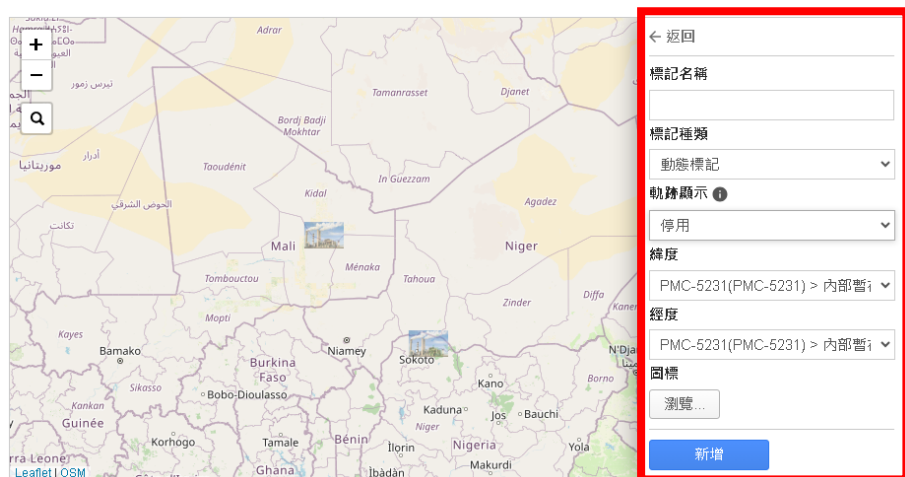 Adrar
+
−
تيرس زمور
Tamanrasset
Djanet
Bordj Badji
Mokhtar
أدرار
موريتانيا
Taoudénit
In Guezzam
الحوض الشرقي
Kidal
Agadez
تكانت
Mali
Niger
Ménaka
Tombouctou
Tahoua
Mopti
Zinder
Diffa
Kayes
Bamako
Niamey
Sokoto
Burkina
Faso
Kano
Borno
Sikasso
Bobo-Dioulasso
Kankan
Guinée
Kaduna
Jos
Bauchi
Niger
Korhogo
Tamale
Bénin
Ìlorin
Nigeria
Yola
Makurdi
Ghana
Ìbàdàn
Leaflet | OSM
← 返回
標記名稱
標記種類
動態標記
軌跡顯示
停用
緯度
PMC-5231(PMC-5231) > 內部暫
經度
PMC-5231(PMC-5231) > 內部暫
圖標
瀏覽...
新增